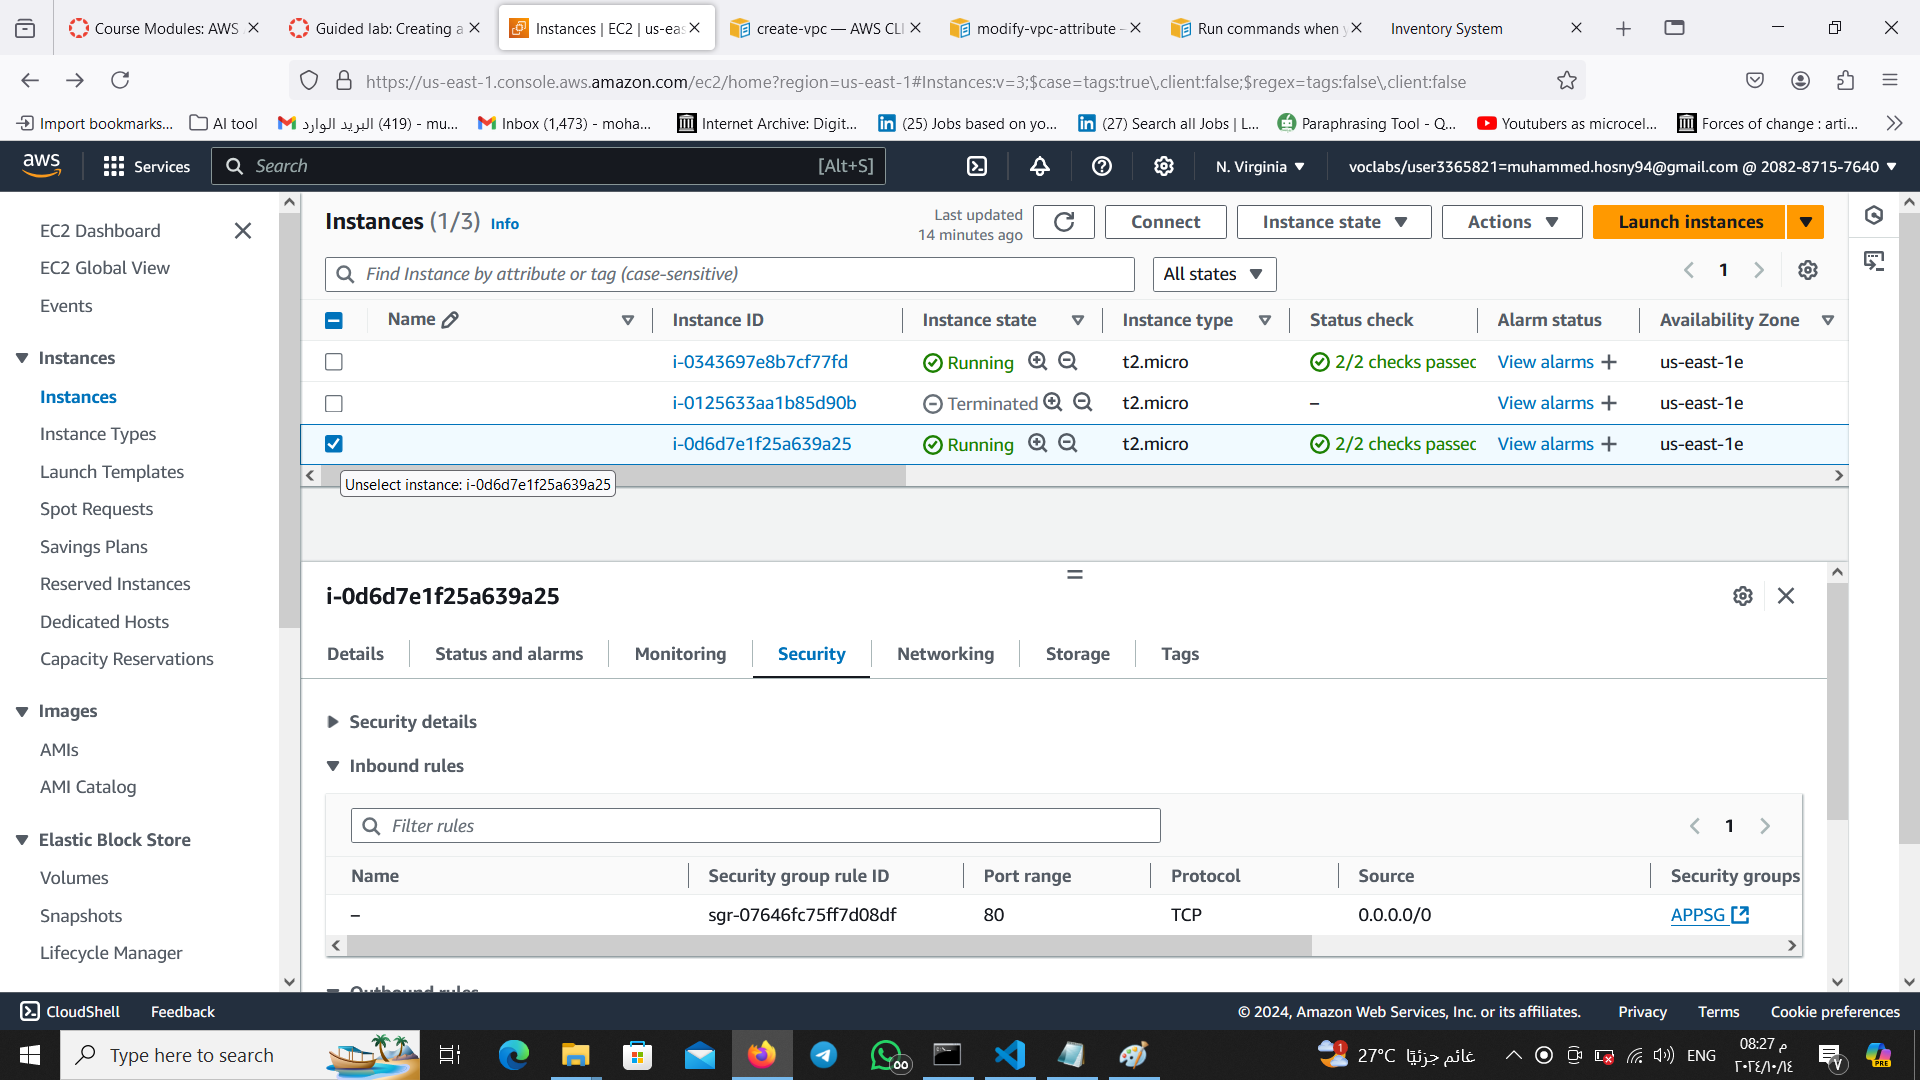 Course Modules: AWS
Guided lab: Creating a
Instances | EC2 | us-eas
create-vpc — AWS CLI
modify-vpc-attribute -
Run commands when y
Inventory System
https://us-east-1.console.aws.amazon.com/ec2/home?region=us-east-1#Instances:v=3;$case=tags:true\,client:false;$regex=tags:false\,client:false
Import bookmarks...
AI tool
البريد الوارد (419) - mu...
Inbox (1,473) - moha...
Internet Archive: Digit...
(25) Jobs based on yo...
(27) Search all Jobs | L...
Paraphrasing Tool - Q...
Youtubers as microcel...
Forces of change : arti...
aws
Services
Search
[Alt+S]
N. Virginia
voclabs/user3365821=muhammed.hosny94@gmail.com @ 2082-8715-7640
EC2 Dashboard
EC2 Global View
Events
Instances
Instances
Instance Types
Launch Templates
Spot Requests
Savings Plans
Reserved Instances
Dedicated Hosts
Capacity Reservations
Images
AMIs
AMI Catalog
Elastic Block Store
Volumes
Snapshots
Lifecycle Manager
Instances (1/3) Info
Last updated
14 minutes ago
Connect
Instance state
Actions
Launch instances
Find Instance by attribute or tag (case-sensitive)
All states
1
Name Instance ID Instance state Instance type Status check Alarm status Availability Zone
i-0343697e8b7cf77fd Running t2.micro 2/2 checks passec View alarms + us-east-1e
i-0125633aa1b85d90b Terminated t2.micro – View alarms + us-east-1e
i-0d6d7e1f25a639a25 Running t2.micro 2/2 checks passec View alarms + us-east-1e
Unselect instance: i-0d6d7e1f25a639a25
i-0d6d7e1f25a639a25
Details
Status and alarms
Monitoring
Security
Networking
Storage
Tags
Security details
Inbound rules
Filter rules
1
Name Security group rule ID Port range Protocol Source Security groups
– sgr-07646fc75ff7d08df 80 TCP 0.0.0.0/0 APPSG
Outbound rules
CloudShell
Feedback
© 2024, Amazon Web Services, Inc. or its affiliates.
Privacy
Terms
Cookie preferences
Type here to search
1
27°C غائم جزئيًا
ENG
08:27 م
٢٠٢٤/١٠/١٤
V
PRE